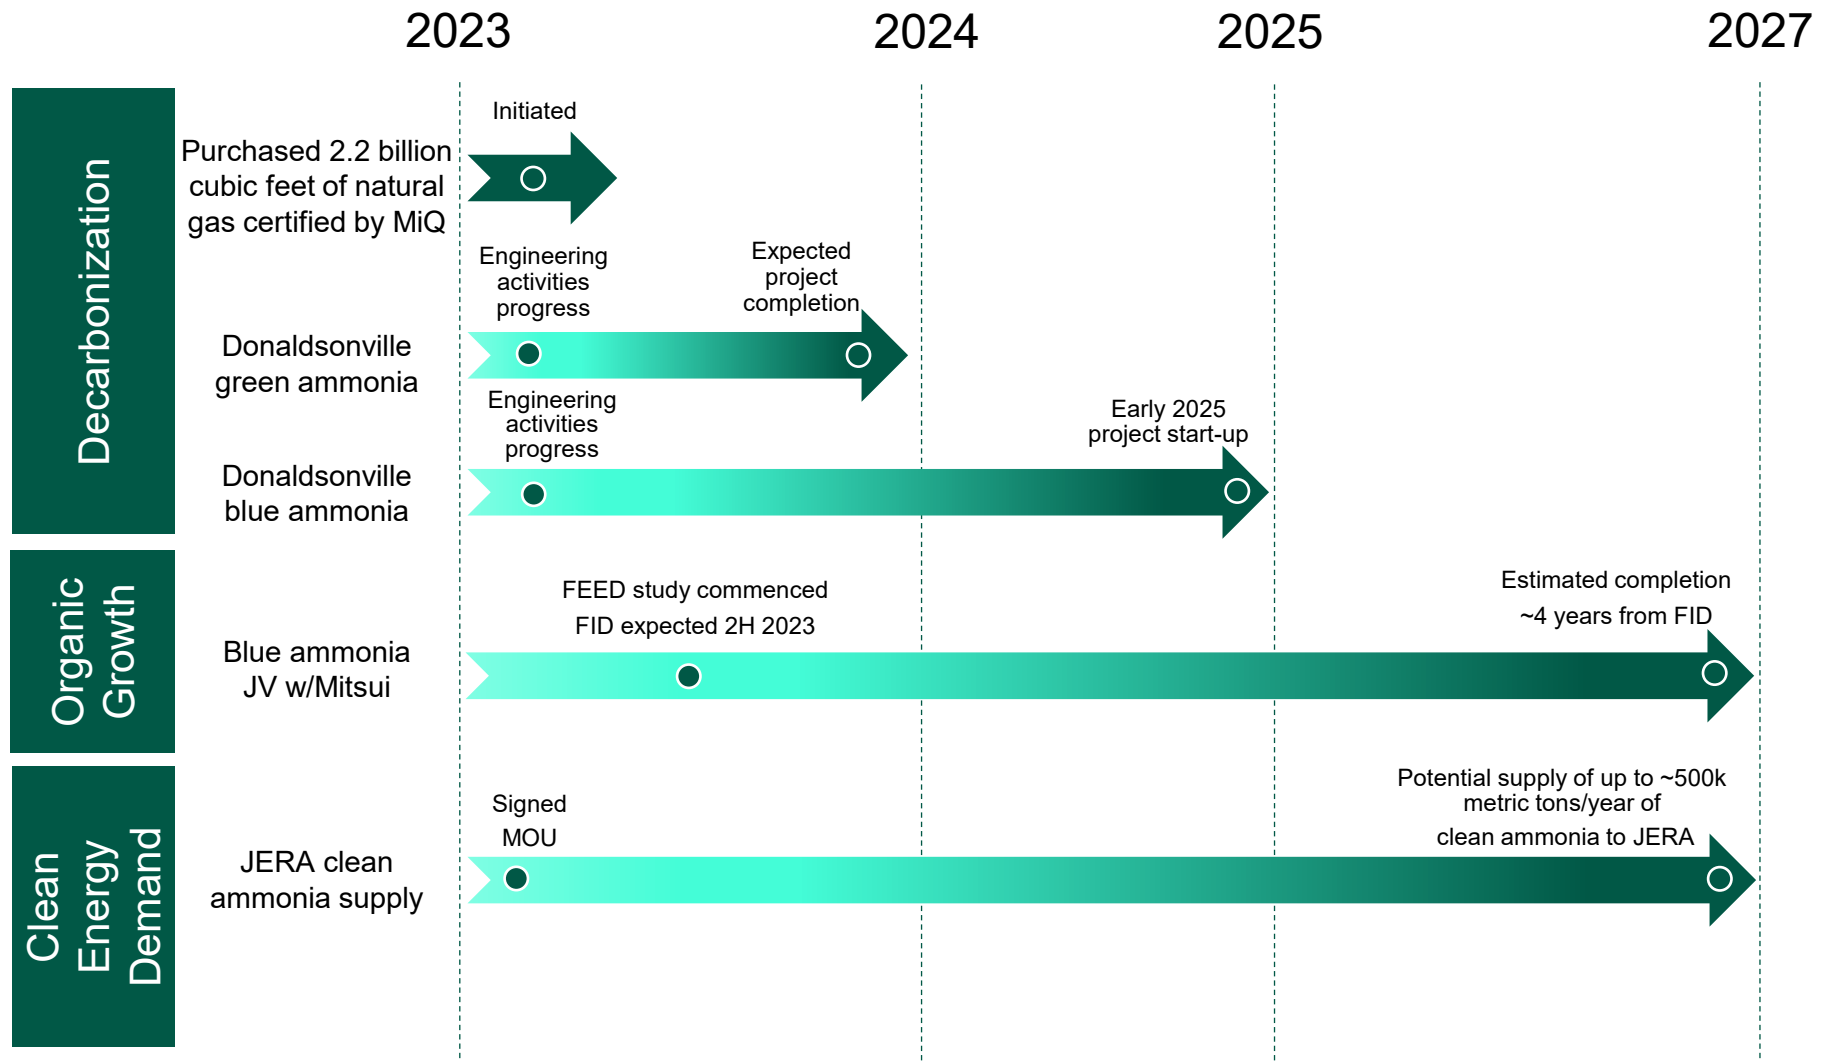 2023
2024
2025
2027
Decarbonization
Initiated
Purchased 2.2 billion
cubic feet of natural
gas certified by MiQ
Engineering
activities
progress
Expected
project
completion
Donaldsonville
green ammonia
Engineering
activities
progress
Early 2025
project start-up
Donaldsonville
blue ammonia
Organic
Growth
FEED study commenced
FID expected 2H 2023
Estimated completion
~4 years from FID
Blue ammonia
JV w/Mitsui
Clean
Energy
Demand
Signed
MOU
Potential supply of up to ~500k
metric tons/year of
clean ammonia to JERA
JERA clean
ammonia supply